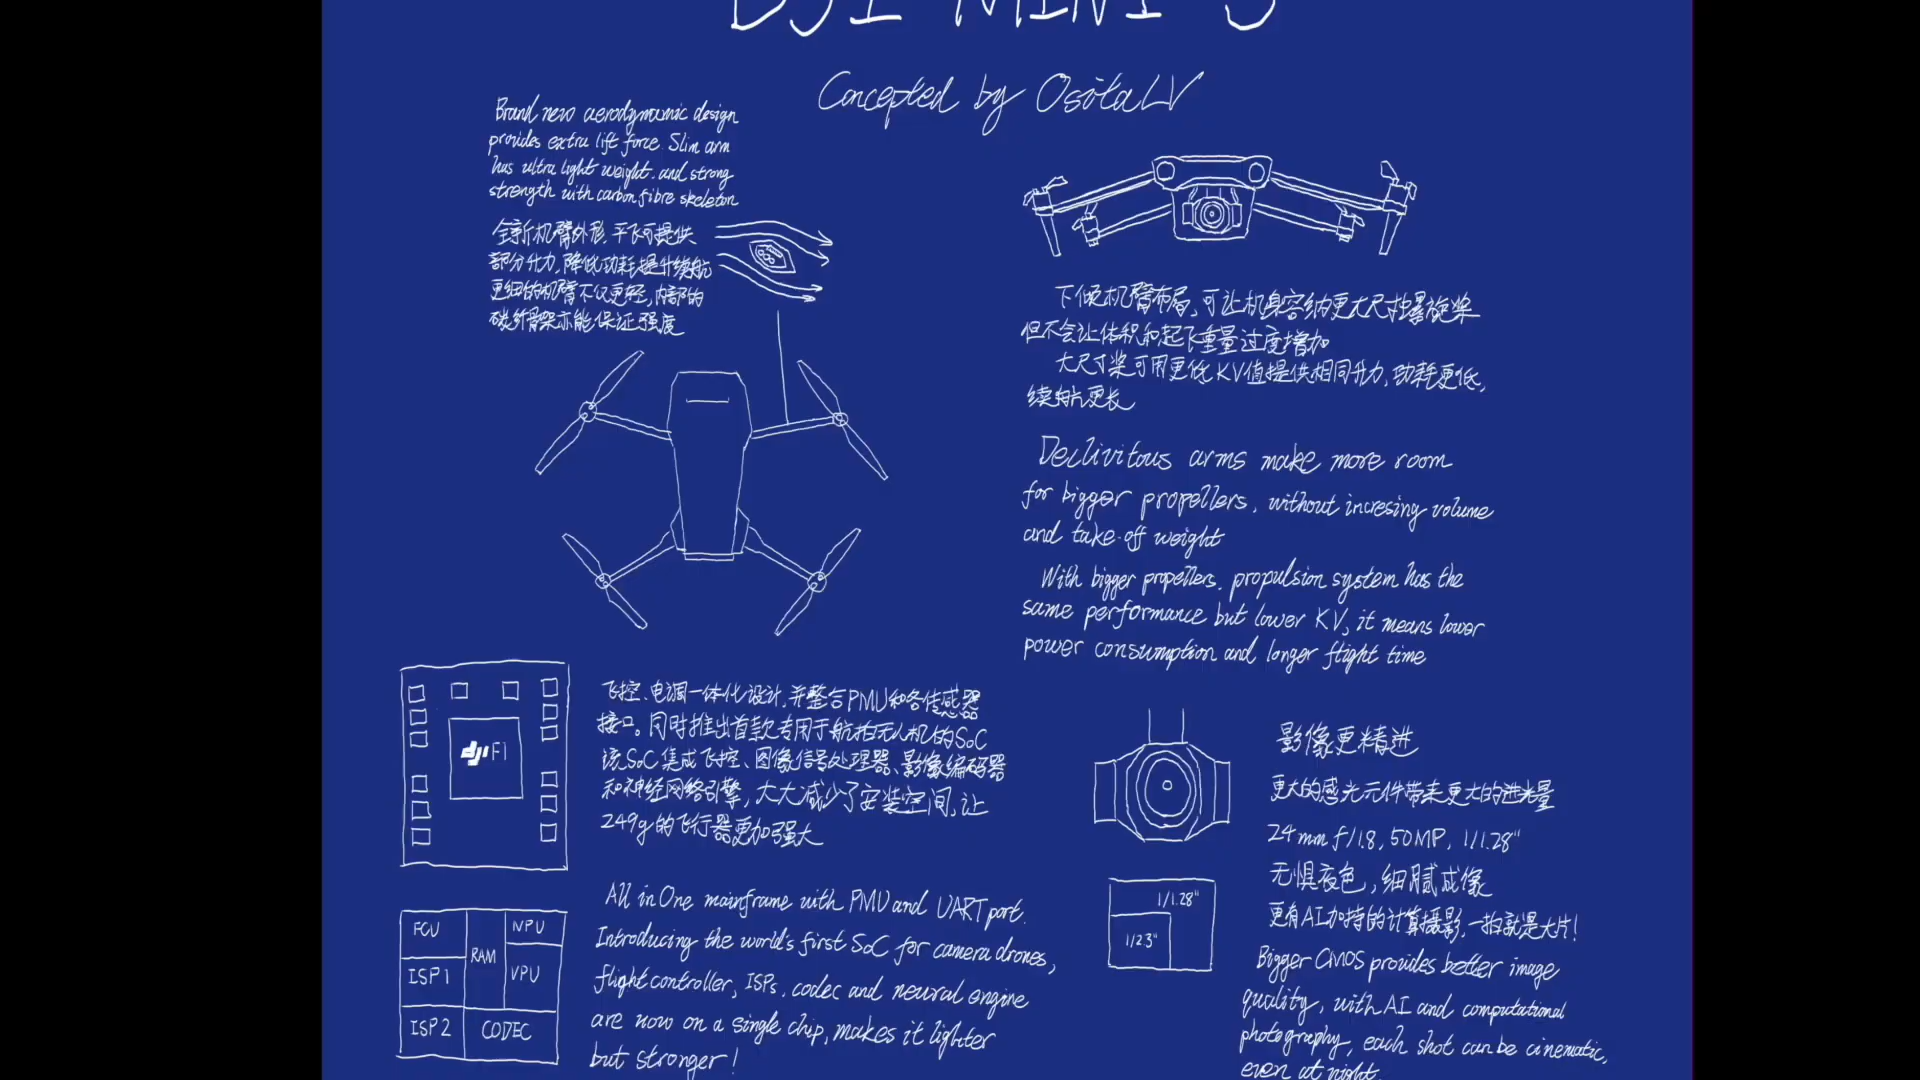 DJI MINI 3
Concepted by OsitaLV
Brand new aerodynamic design
provides extra lift force. Slim arm
has ultra light weight. and strong
strength with carbon fibre skeleton
全新机臂外形,平飞可提供
部分升力,降低功耗提升续航
更细的机臂不仅更轻,内部的
碳纤骨架亦能保证强度
下倾机臂布局,可让机身容纳更大尺寸螺旋桨
但不会让体积和起飞重量过度增加
大尺寸桨可用更低KV值提供相同升力,功耗更低,
续航更长
Declivitous arms make more room
for bigger propellers, without incresing volume
and take-off weight
With bigger propellers. propulsion system has the
same performance but lower KV, it means lower
power consumption and longer flight time
dji F1
飞控、电调一体化设计,并整合PMU和各传感器
接口。同时推出首款专用于航拍无人机的SoC
该SoC集成飞控、图像信号处理器、影像编码器
和神经网络引擎,大大减少了安装空间,让
249g的飞行器更加强大
FCU
RAM
NPU
ISP1
VPU
ISP2
CODEC
All in One mainframe with PMU and UART port.
Introducing the world's first SoC for camera drones,
flight controller, ISPs, codec and neural engine
are now on a single chip, makes it lighter
but stronger!
影像更精进
更大的感光元件带来更大的进光量
24mm f/1.8, 50MP, 1/1.28"
无惧夜色,细腻成像
更有AI加持的计算摄影,一拍就是大片!
1/1.28"
1/2.3"
Bigger CMOS provides better image
quality, with AI and computational
photography, each shot can be cinematic,
even at night.